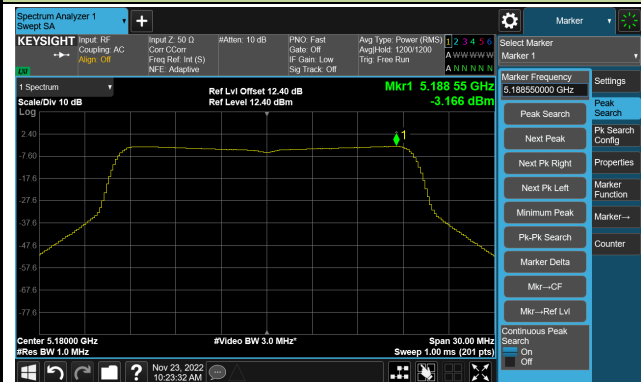 Spectrum Analyzer 1
Swept SA
Marker
KEYSIGHT
Input: RF
Coupling: AC
Align: Off
Input Z: 50 Ω
Corr CCorr
Freq Ref: Int (S)
NFE: Adaptive
#Atten: 10 dB
PNO: Fast
Gate: Off
IF Gain: Low
Sig Track: Off
Avg Type: Power (RMS)
Avg|Hold: 1200/1200
Trig: Free Run
1 2 3 4 5 6
A W W W W W
A N N N N N
Select Marker
Marker 1
1 Spectrum
Scale/Div 10 dB
Log
Ref Lvl Offset 12.40 dB
Ref Level 12.40 dBm
Mkr1 5.188 55 GHz
-3.166 dBm
2.40
-7.60
-17.6
-27.6
-37.6
-47.6
-57.6
-67.6
-77.6
1
Center 5.18000 GHz
#Res BW 1.0 MHz
#Video BW 3.0 MHz*
Span 30.00 MHz
Sweep 1.00 ms (201 pts)
Marker Frequency
5.188550000 GHz
Peak Search
Next Peak
Next Pk Right
Next Pk Left
Minimum Peak
Pk-Pk Search
Marker Delta
Mkr→CF
Mkr→Ref Lvl
Continuous Peak
Search
On
Off
Settings
Peak
Search
Pk Search
Config
Properties
Marker
Function
Marker→
Counter
?
Nov 23, 2022
10:23:32 AM